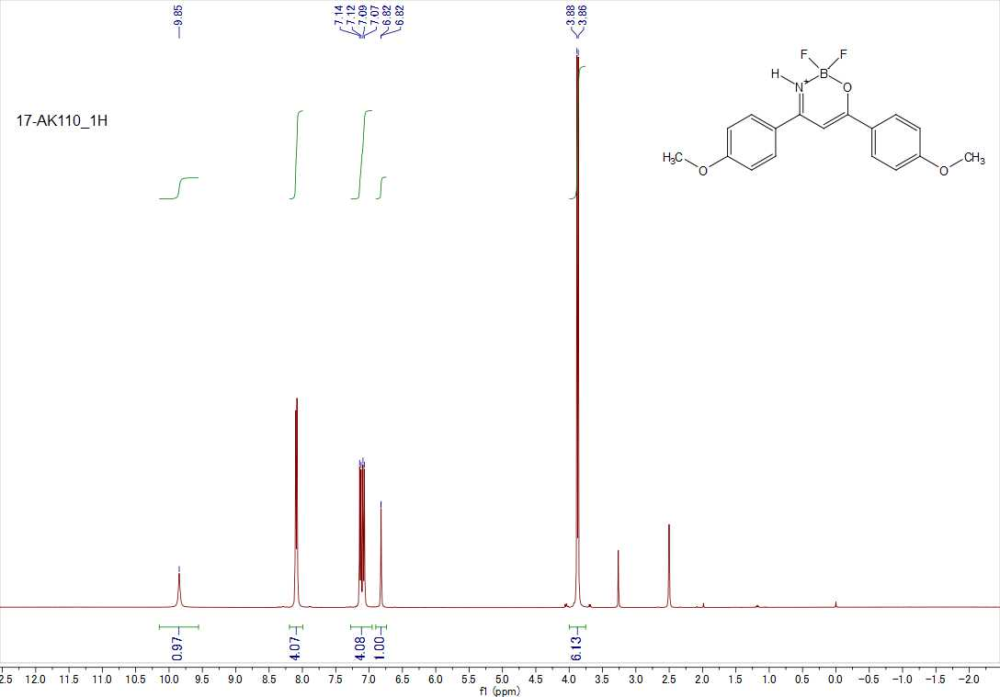 9.85
7.14
7.12
7.09
7.07
6.82
6.82
3.88
3.86
17-AK110_1H
F F
H N+ B O
H3C O
O CH3
0.97
4.07
4.08
1.00
6.13
2.5 12.0 11.5 11.0 10.5 10.0 9.5 9.0 8.5 8.0 7.5 7.0 6.5 6.0 5.5 5.0 4.5 4.0 3.5 3.0 2.5 2.0 1.5 1.0 0.5 0.0 −0.5 −1.0 −1.5 −2.0
f1 (ppm)